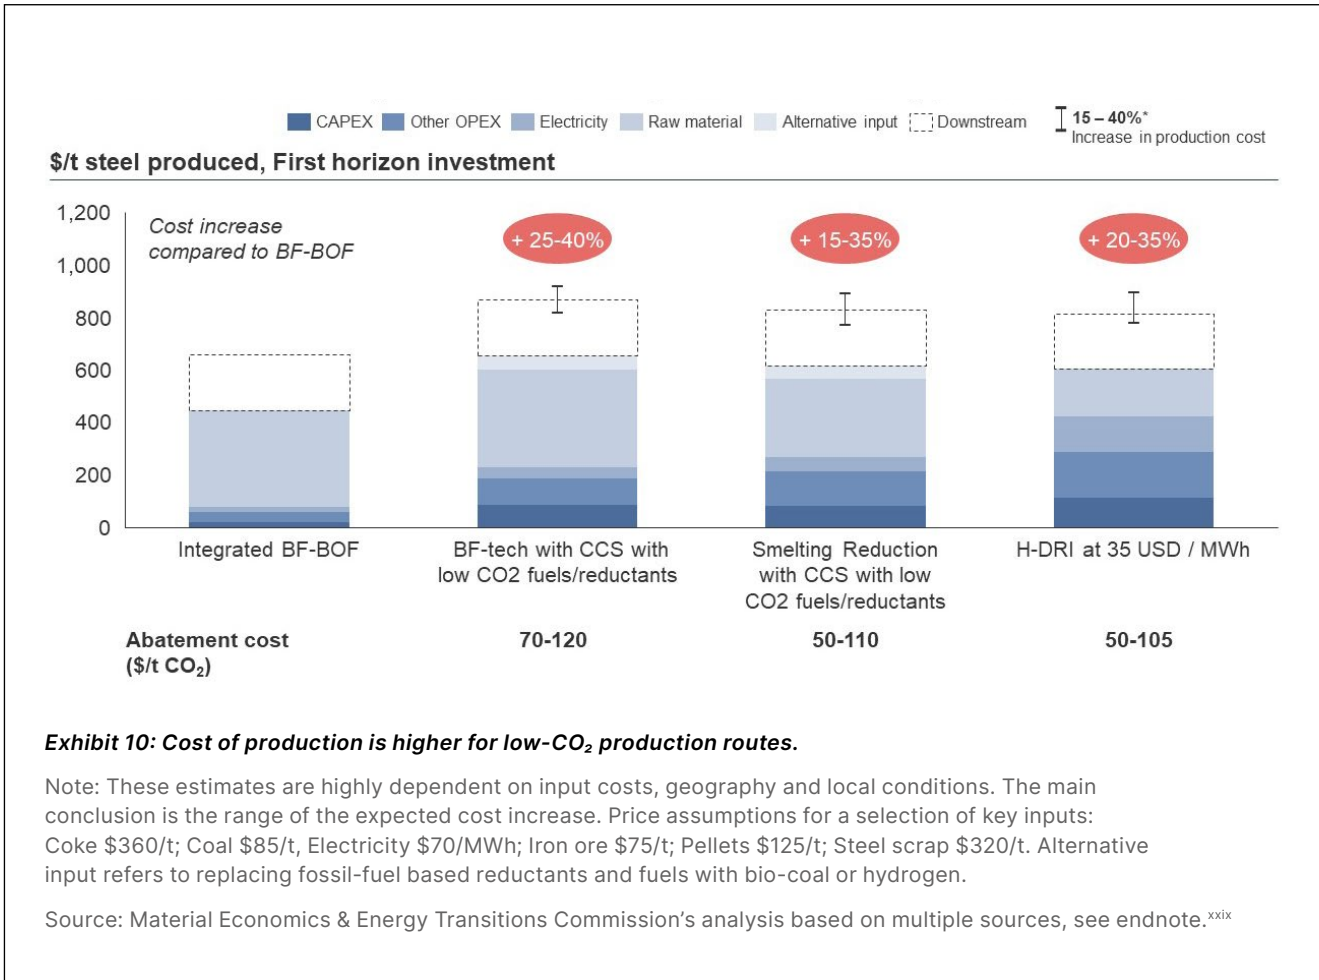 CAPEX Other OPEX Electricity Raw material Alternative input Downstream
15 – 40%*
Increase in production cost
$/t steel produced, First horizon investment
1,200
1,000
800
600
400
200
0
Cost increase
compared to BF-BOF
+ 25-40%
+ 15-35%
+ 20-35%
Integrated BF-BOF
BF-tech with CCS with
low CO2 fuels/reductants
Smelting Reduction
with CCS with low
CO2 fuels/reductants
H-DRI at 35 USD / MWh
Abatement cost
($/t CO₂)
70-120
50-110
50-105
Exhibit 10: Cost of production is higher for low-CO₂ production routes.
Note: These estimates are highly dependent on input costs, geography and local conditions. The main
conclusion is the range of the expected cost increase. Price assumptions for a selection of key inputs:
Coke $360/t; Coal $85/t, Electricity $70/MWh; Iron ore $75/t; Pellets $125/t; Steel scrap $320/t. Alternative
input refers to replacing fossil-fuel based reductants and fuels with bio-coal or hydrogen.
Source: Material Economics & Energy Transitions Commission’s analysis based on multiple sources, see endnote.xxix